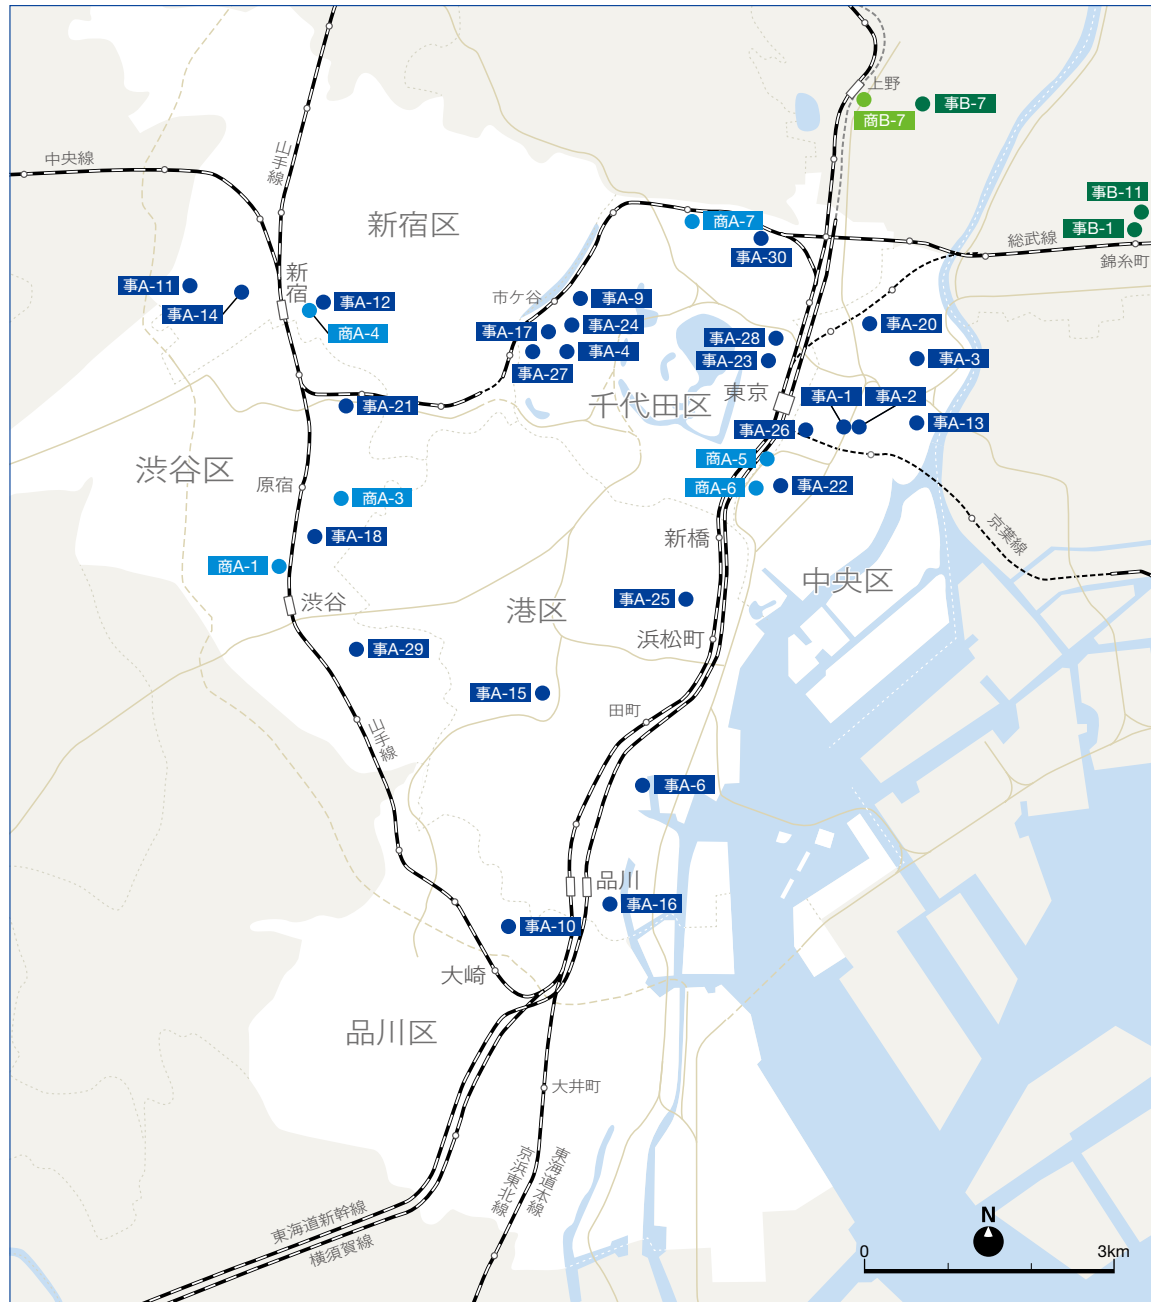 上野
事B-7
商B-7
中央線
山手線
新宿区
商A-7
事A-30
事B-11
事B-1
総武線
錦糸町
事A-11
事A-14
新宿
事A-12
商A-4
市ケ谷
事A-9
事A-17
事A-24
事A-4
事A-27
事A-28
事A-23
事A-20
事A-3
東京
千代田区
事A-1
事A-2
事A-21
事A-26
事A-13
渋谷区
原宿
商A-3
商A-5
商A-6
事A-22
事A-18
新橋
京葉線
商A-1
渋谷
港区
事A-25
中央区
浜松町
事A-29
事A-15
田町
山手線
事A-6
品川
事A-16
事A-10
大崎
品川区
大井町
東海道本線
京浜東北線
東海道新幹線
横須賀線
N
0
3km